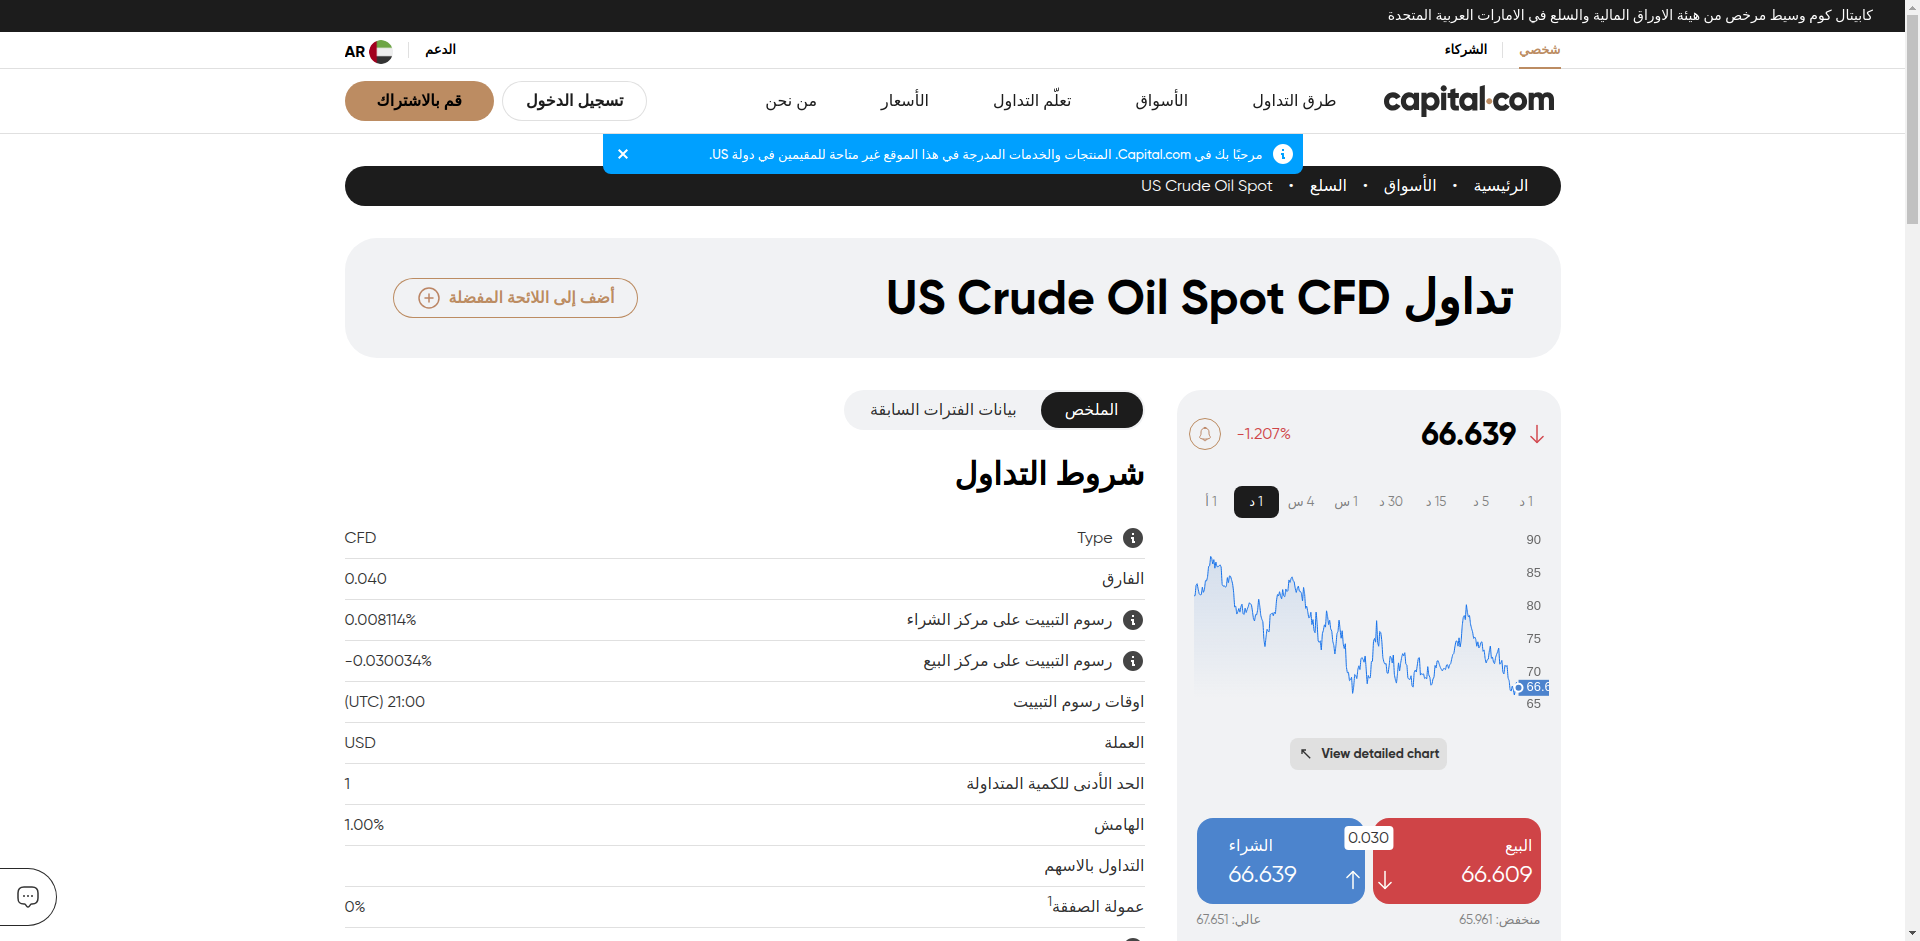 كابيتال كوم وسيط مرخص من هيئة الاوراق المالية والسلع في الامارات العربية المتحدة
شخصي
الشركاء
الدعم
AR
capital.com
طرق التداول
الأسواق
تعلّم التداول
الأسعار
من نحن
تسجيل الدخول
قم بالاشتراك
مرحبًا بك في Capital.com. المنتجات والخدمات المدرجة في هذا الموقع غير متاحة للمقيمين في دولة US.
الرئيسية • الأسواق • السلع • US Crude Oil Spot
تداول US Crude Oil Spot CFD
أضف إلى اللائحة المفضلة
66.639
-1.207%
1 د
5 د
15 د
30 د
1 س
4 س
1 د
1 أ
90
85
80
75
70
66.6
65
View detailed chart
البيع
66.609
0.030
الشراء
66.639
منخفض: 65.961
عالي: 67.651
الملخص
بيانات الفترات السابقة
شروط التداول
Type
CFD
الفارق
0.040
رسوم التبييت على مركز الشراء
0.008114%
رسوم التبييت على مركز البيع
-0.030034%
اوقات رسوم التبييت
21:00 (UTC)
العملة
USD
الحد الأدنى للكمية المتداولة
1
الهامش
1.00%
التداول بالاسهم
عمولة الصفقة1
0%